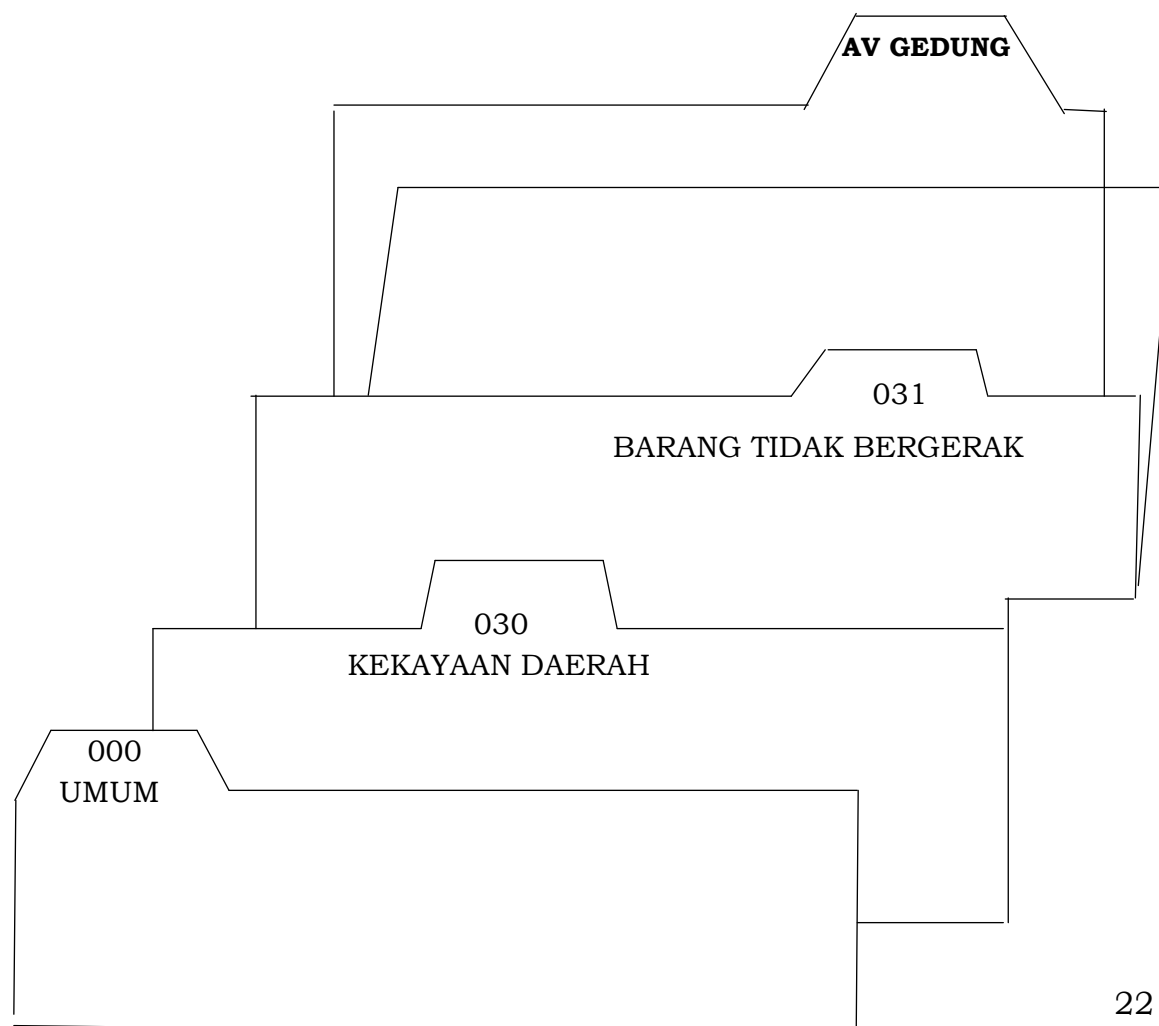 AV GEDUNG
031
BARANG TIDAK BERGERAK
030
KEKAYAAN DAERAH
000
UMUM
22